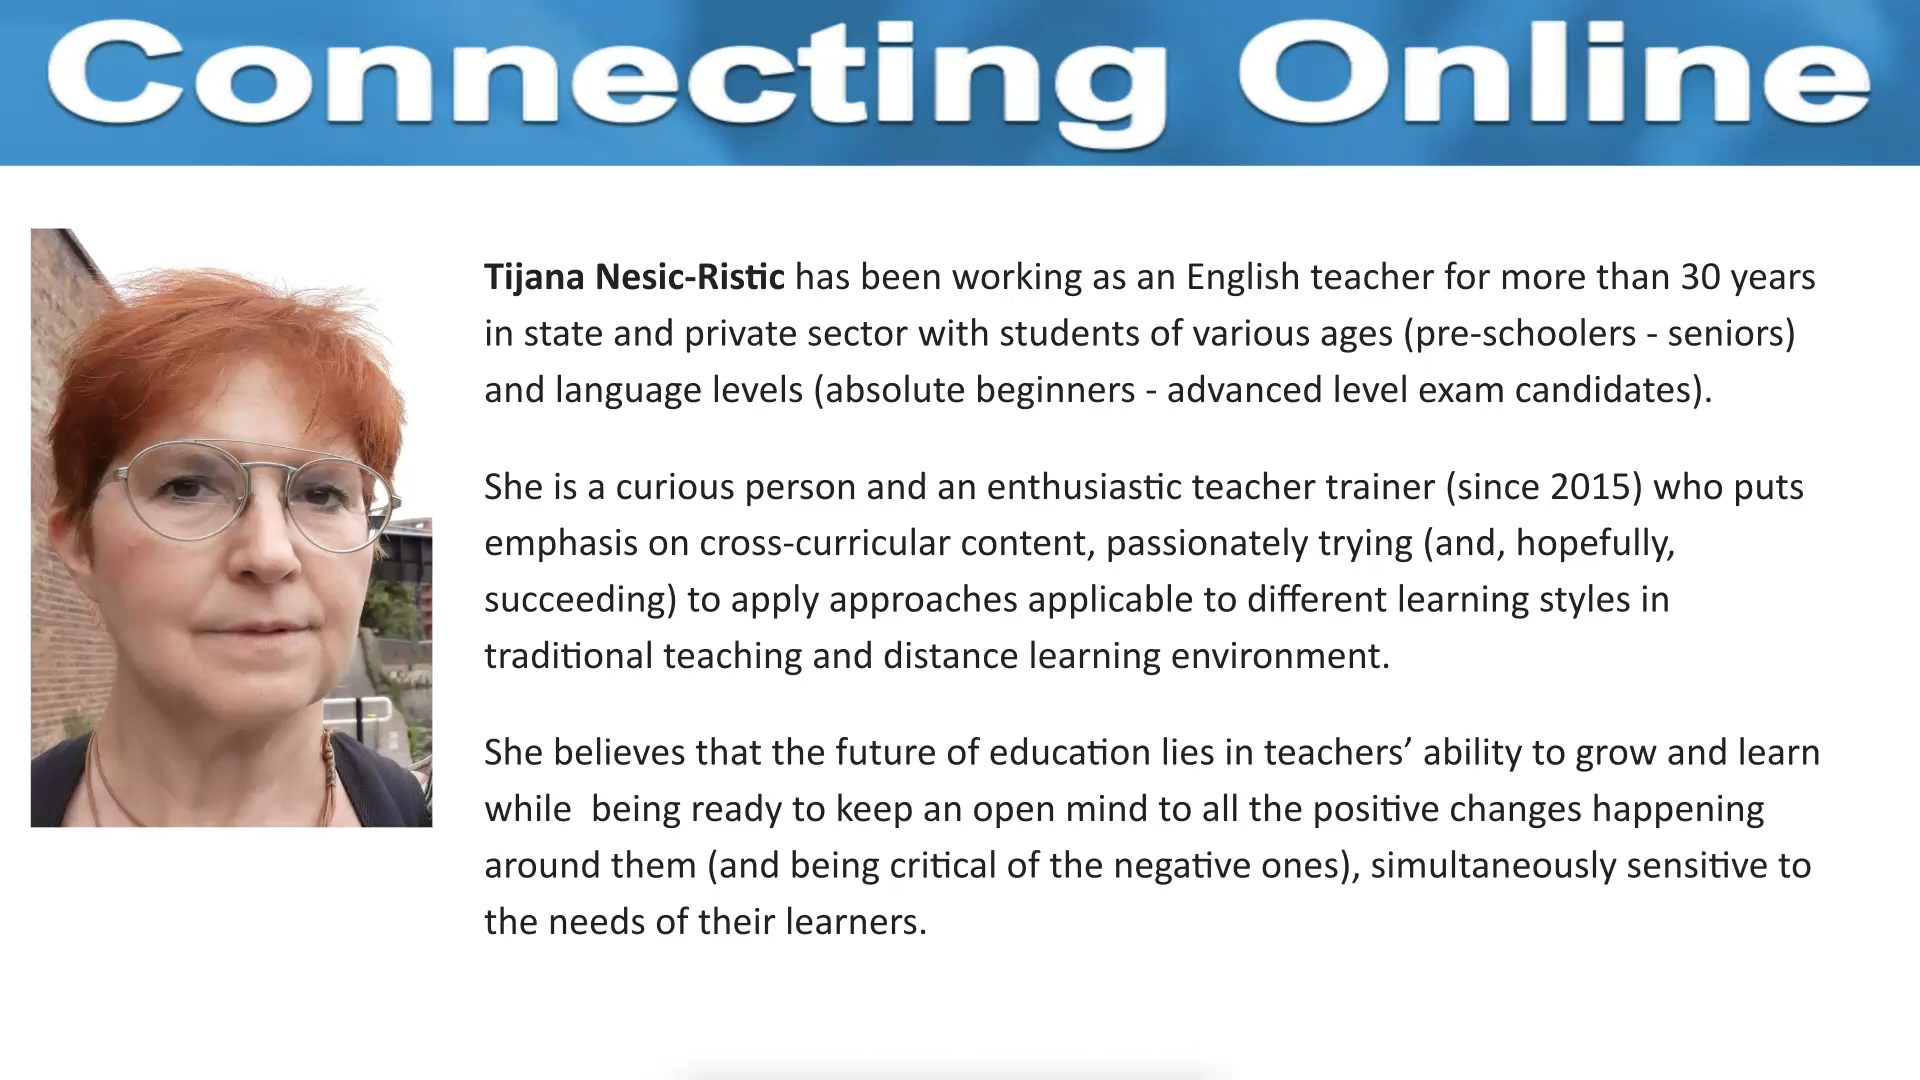 Connecting Online
Tijana Nesic-Ristic has been working as an English teacher for more than 30 years
in state and private sector with students of various ages (pre-schoolers - seniors)
and language levels (absolute beginners - advanced level exam candidates).
She is a curious person and an enthusiastic teacher trainer (since 2015) who puts
emphasis on cross-curricular content, passionately trying (and, hopefully,
succeeding) to apply approaches applicable to different learning styles in
traditional teaching and distance learning environment.
She believes that the future of education lies in teachers’ ability to grow and learn
while  being ready to keep an open mind to all the positive changes happening
around them (and being critical of the negative ones), simultaneously sensitive to
the needs of their learners.